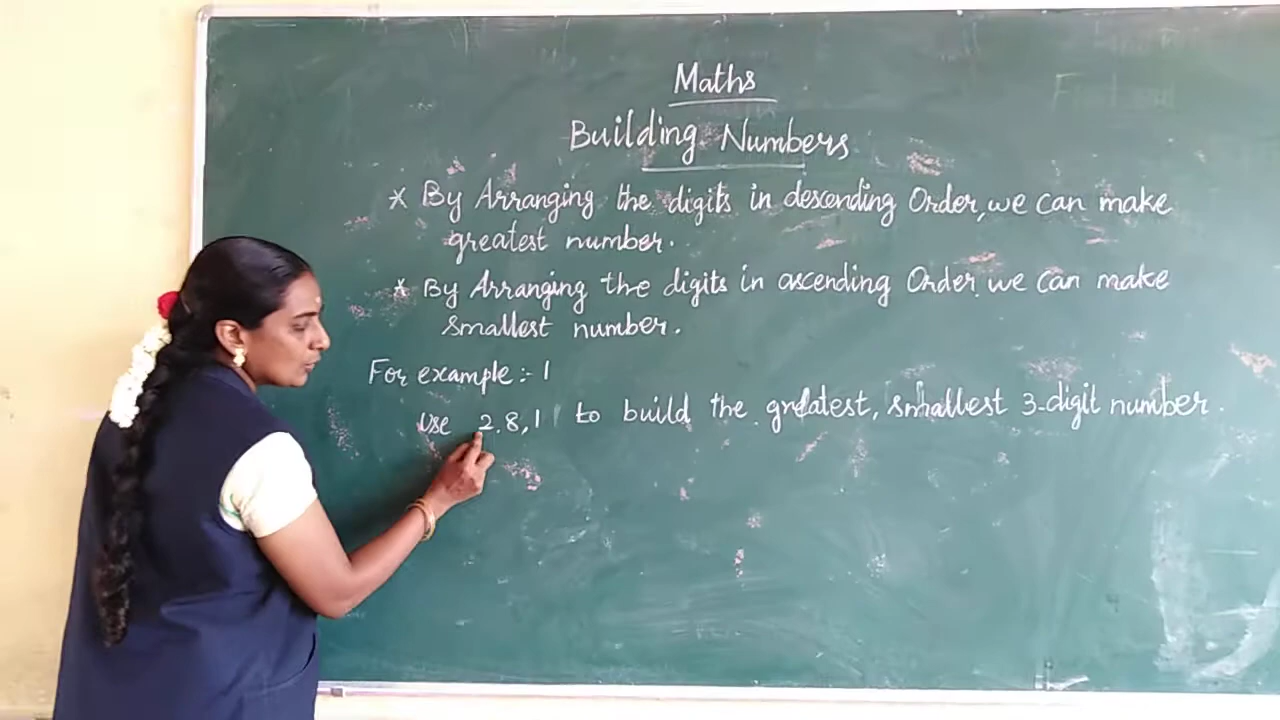 Maths
Building Numbers
* By Arranging the digits in descending Order, we can make
greatest number.
* By Arranging the digits in ascending Order, we can make
smallest number.
For example :- 1
Use 2,8,1 to build the greatest, smallest 3-digit number.